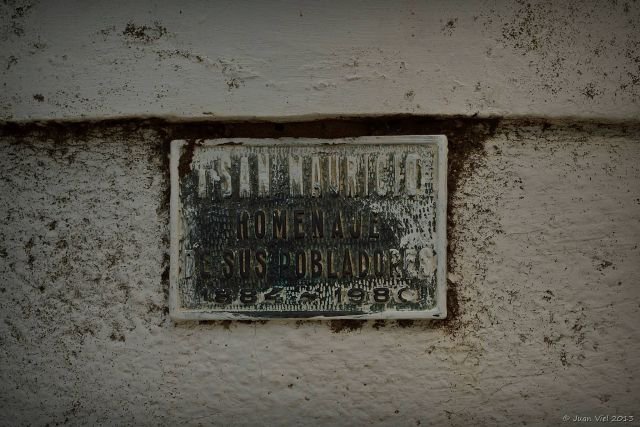 A SAN MAURICIO
HOMENAJE
DE SUS POBLADORES
1884 ~ 1980
© Juan Viel 2013